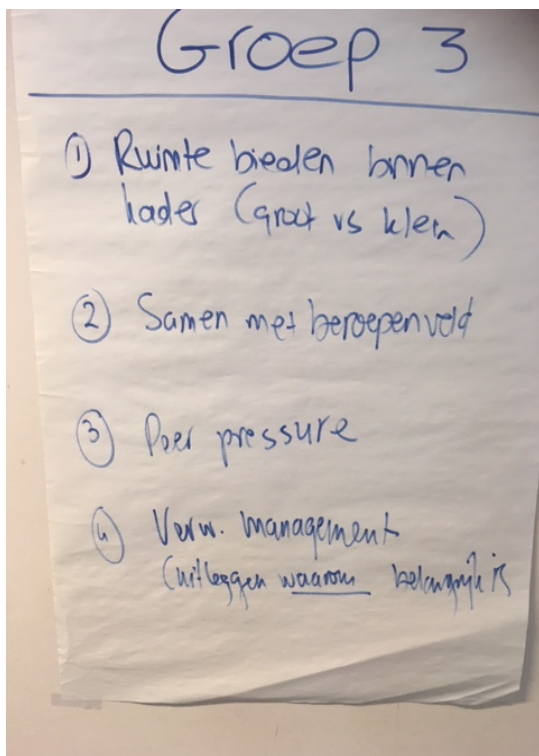 Groep 3
① Ruimte bieden binnen
kader (groot vs klein)
② Samen met beroepenveld
③ Peer pressure
④ Verw. management
(uitleggen waarom belangrijk is